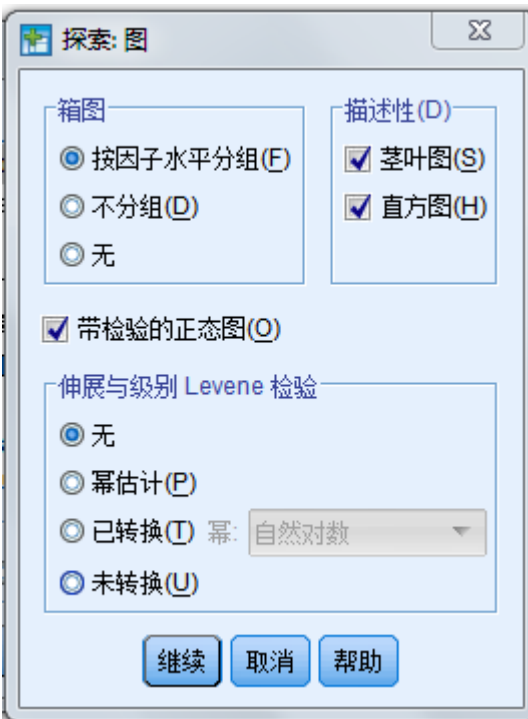 探索: 图
箱图
按因子水平分组(F)
不分组(D)
无
描述性(D)
茎叶图(S)
直方图(H)
带检验的正态图(O)
伸展与级别 Levene 检验
无
幂估计(P)
已转换(T) 幂: 自然对数
未转换(U)
继续 取消 帮助